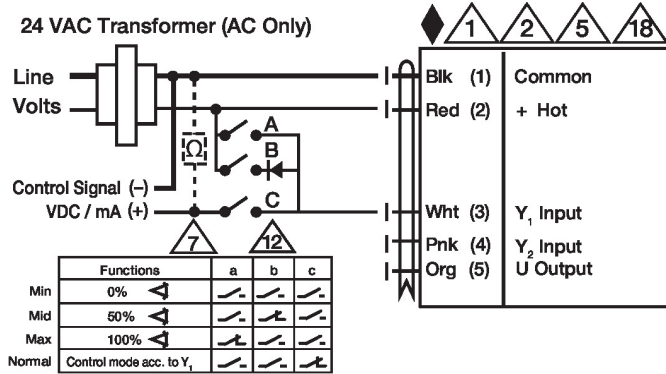 24 VAC Transformer (AC Only)
1 2 5 18
Line
Volts
Blk (1) Common
Red (2) + Hot
A
Ω
B
Control Signal (–)
VDC / mA (+)
C
Wht (3) Y1 Input
Pnk (4) Y2 Input
Org (5) U Output
7 12
Functions a b c
Min 0%
Mid 50%
Max 100%
Normal Control mode acc. to Y1